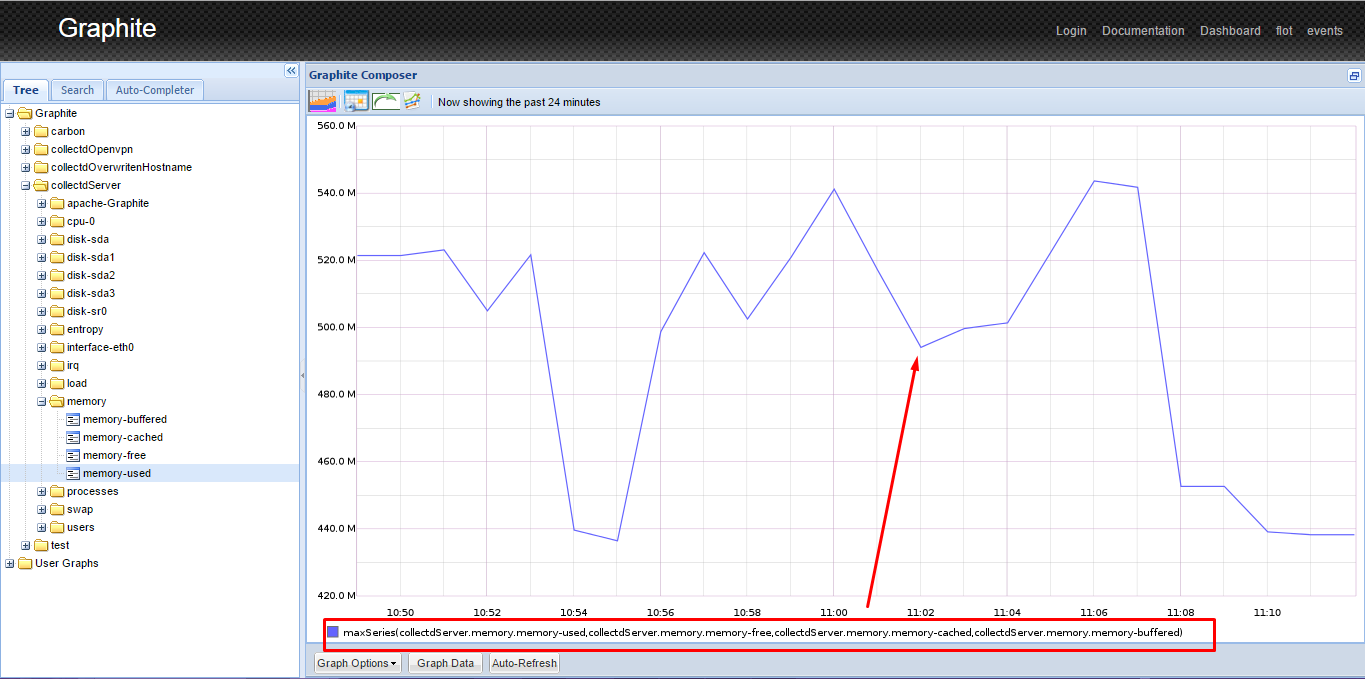 Graphite
Login Documentation Dashboard flot events
Tree Search Auto-Completer
Graphite
carbon
collectdOpenvpn
collectdOverwritenHostname
collectdServer
apache-Graphite
cpu-0
disk-sda
disk-sda1
disk-sda2
disk-sda3
disk-sr0
entropy
interface-eth0
irq
load
memory
memory-buffered
memory-cached
memory-free
memory-used
processes
swap
users
test
User Graphs
Graphite Composer
Now showing the past 24 minutes
560.0 M
540.0 M
520.0 M
500.0 M
480.0 M
460.0 M
440.0 M
420.0 M
10:50 10:52 10:54 10:56 10:58 11:00 11:02 11:04 11:06 11:08 11:10
maxSeries(collectdServer.memory.memory-used,collectdServer.memory.memory-free,collectdServer.memory.memory-cached,collectdServer.memory.memory-buffered)
Graph Options Graph Data Auto-Refresh